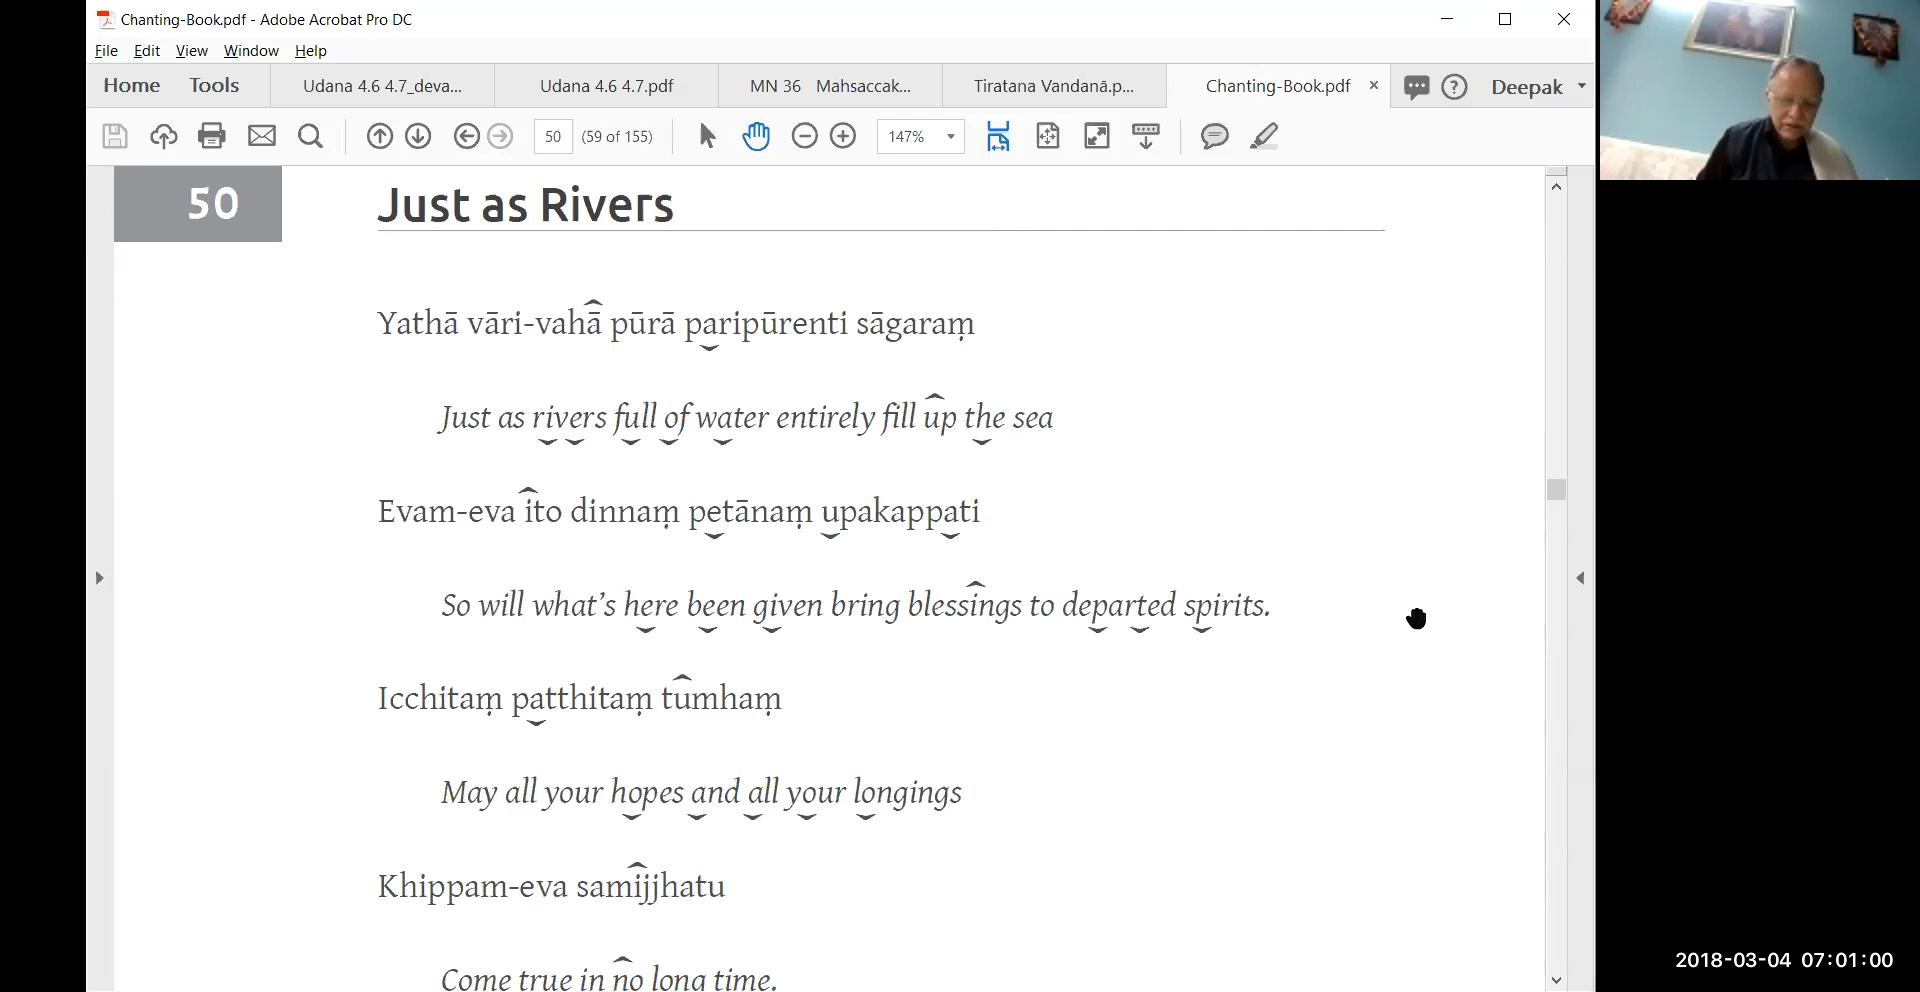 Chanting-Book.pdf - Adobe Acrobat Pro DC
File Edit View Window Help
Home Tools Udana 4.6 4.7_deva... Udana 4.6 4.7.pdf MN 36 Mahsaccak... Tiratana Vandanā.p... Chanting-Book.pdf × Deepak
50 (59 of 155) 147%
50 Just as Rivers
Yathā vāri-vahā pūrā paripūrenti sāgaraṃ
Just as rivers full of water entirely fill up the sea
Evam-eva ito dinnaṃ petānaṃ upakappati
So will what’s here been given bring blessings to departed spirits.
Icchitaṃ patthitaṃ tumhaṃ
May all your hopes and all your longings
Khippam-eva samijjhatu
Come true in no long time.
2018-03-04 07:01:00